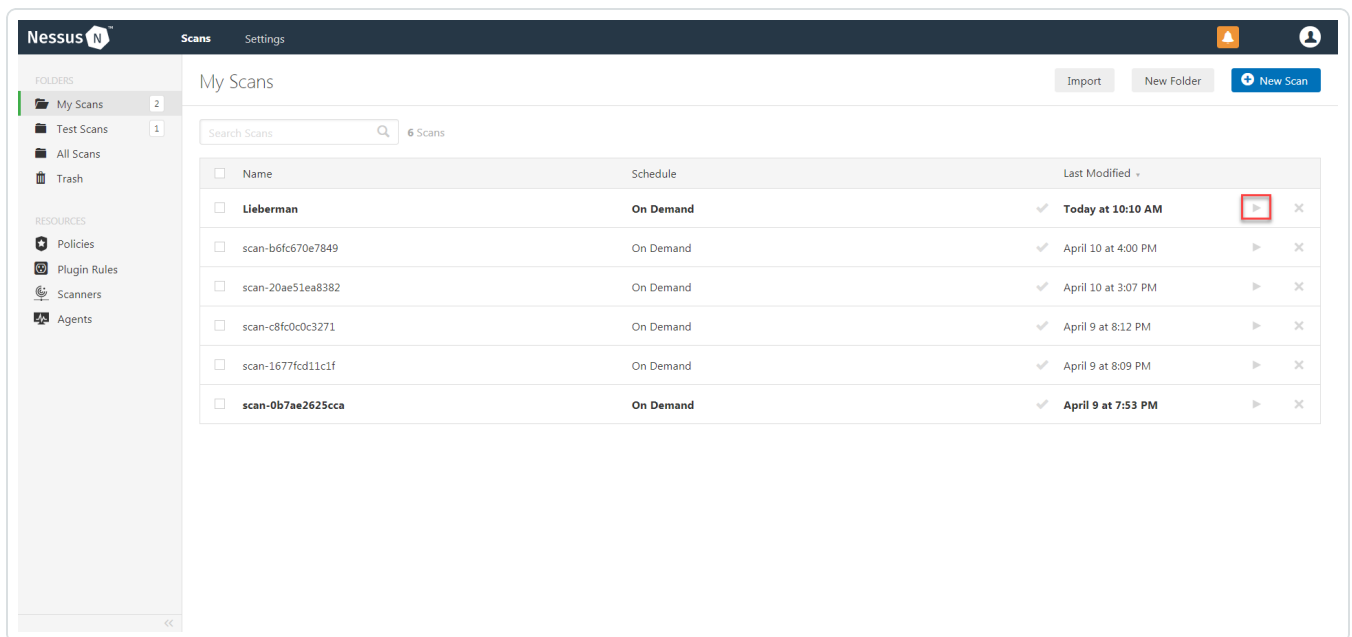 Nessus N ™ Scans Settings
FOLDERS
My Scans 2
Test Scans 1
All Scans
Trash
RESOURCES
Policies
Plugin Rules
Scanners
Agents
My Scans Import New Folder New Scan
Search Scans 6 Scans
Name Schedule Last Modified
Lieberman On Demand Today at 10:10 AM
scan-b6fc670e7849 On Demand April 10 at 4:00 PM
scan-20ae51ea8382 On Demand April 10 at 3:07 PM
scan-c8fc0c0c3271 On Demand April 9 at 8:12 PM
scan-1677fcd11c1f On Demand April 9 at 8:09 PM
scan-0b7ae2625cca On Demand April 9 at 7:53 PM